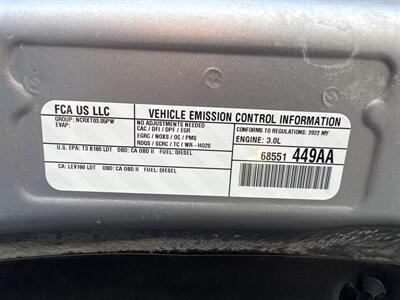 FCA US LLC
VEHICLE EMISSION CONTROL INFORMATION
GROUP: NCRXT03.05PW
EVAP:
NO ADJUSTMENTS NEEDED
CAC / DFI / DPF / EGR
EGRC / NOXS / OC / PMS
RDQS / SCRC / TC / WR-HO2S
CONFORMS TO REGULATIONS: 2022 MY
ENGINE: 3.0L
U.S. EPA: T3 B160 LDT OBD: CA OBD II FUEL: DIESEL
CA: LEV160 LDT OBD: CA OBD II FUEL: DIESEL
68551 449AA